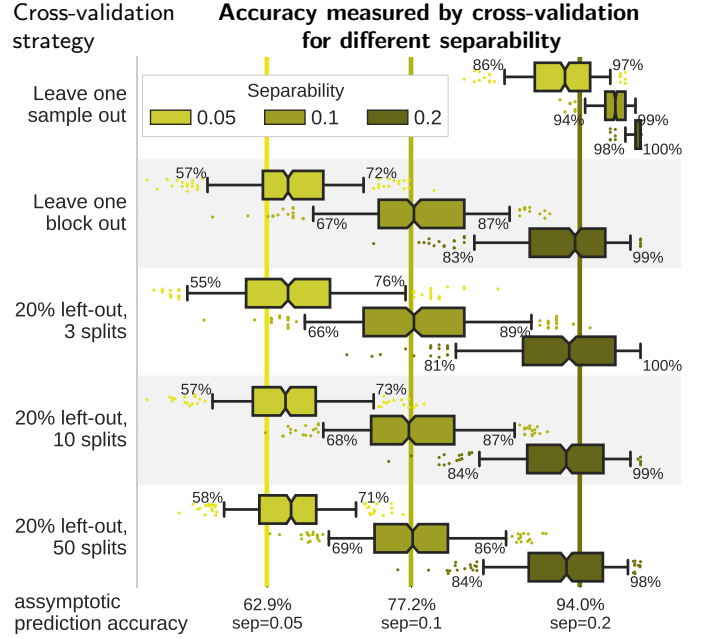 Cross-validation strategy
Accuracy measured by cross-validation
for different separability
Separability
0.05 0.1 0.2
Leave one
sample out
86% 97%
94% 99%
98% 100%
Leave one
block out
57% 72%
67% 87%
83% 99%
20% left-out,
3 splits
55% 76%
66% 89%
81% 100%
20% left-out,
10 splits
57% 73%
68% 87%
84% 99%
20% left-out,
50 splits
58% 71%
69% 86%
84% 98%
assymptotic
prediction accuracy
62.9% 77.2% 94.0%
sep=0.05 sep=0.1 sep=0.2